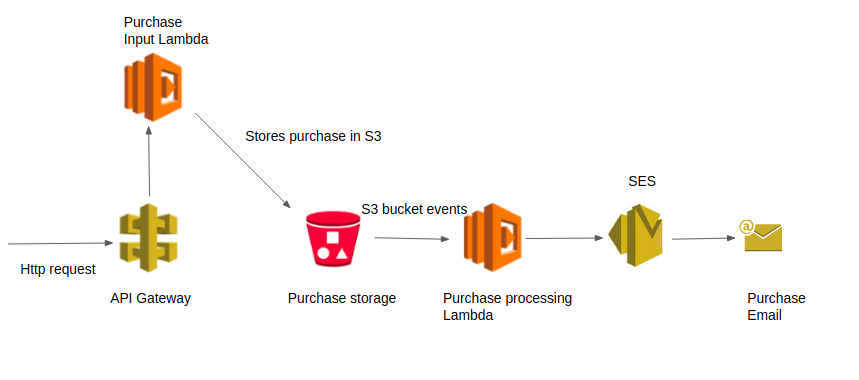 Purchase
Input Lambda
Stores purchase in S3
SES
S3 bucket events
@
Http request
API Gateway
Purchase storage
Purchase processing
Lambda
Purchase
Email